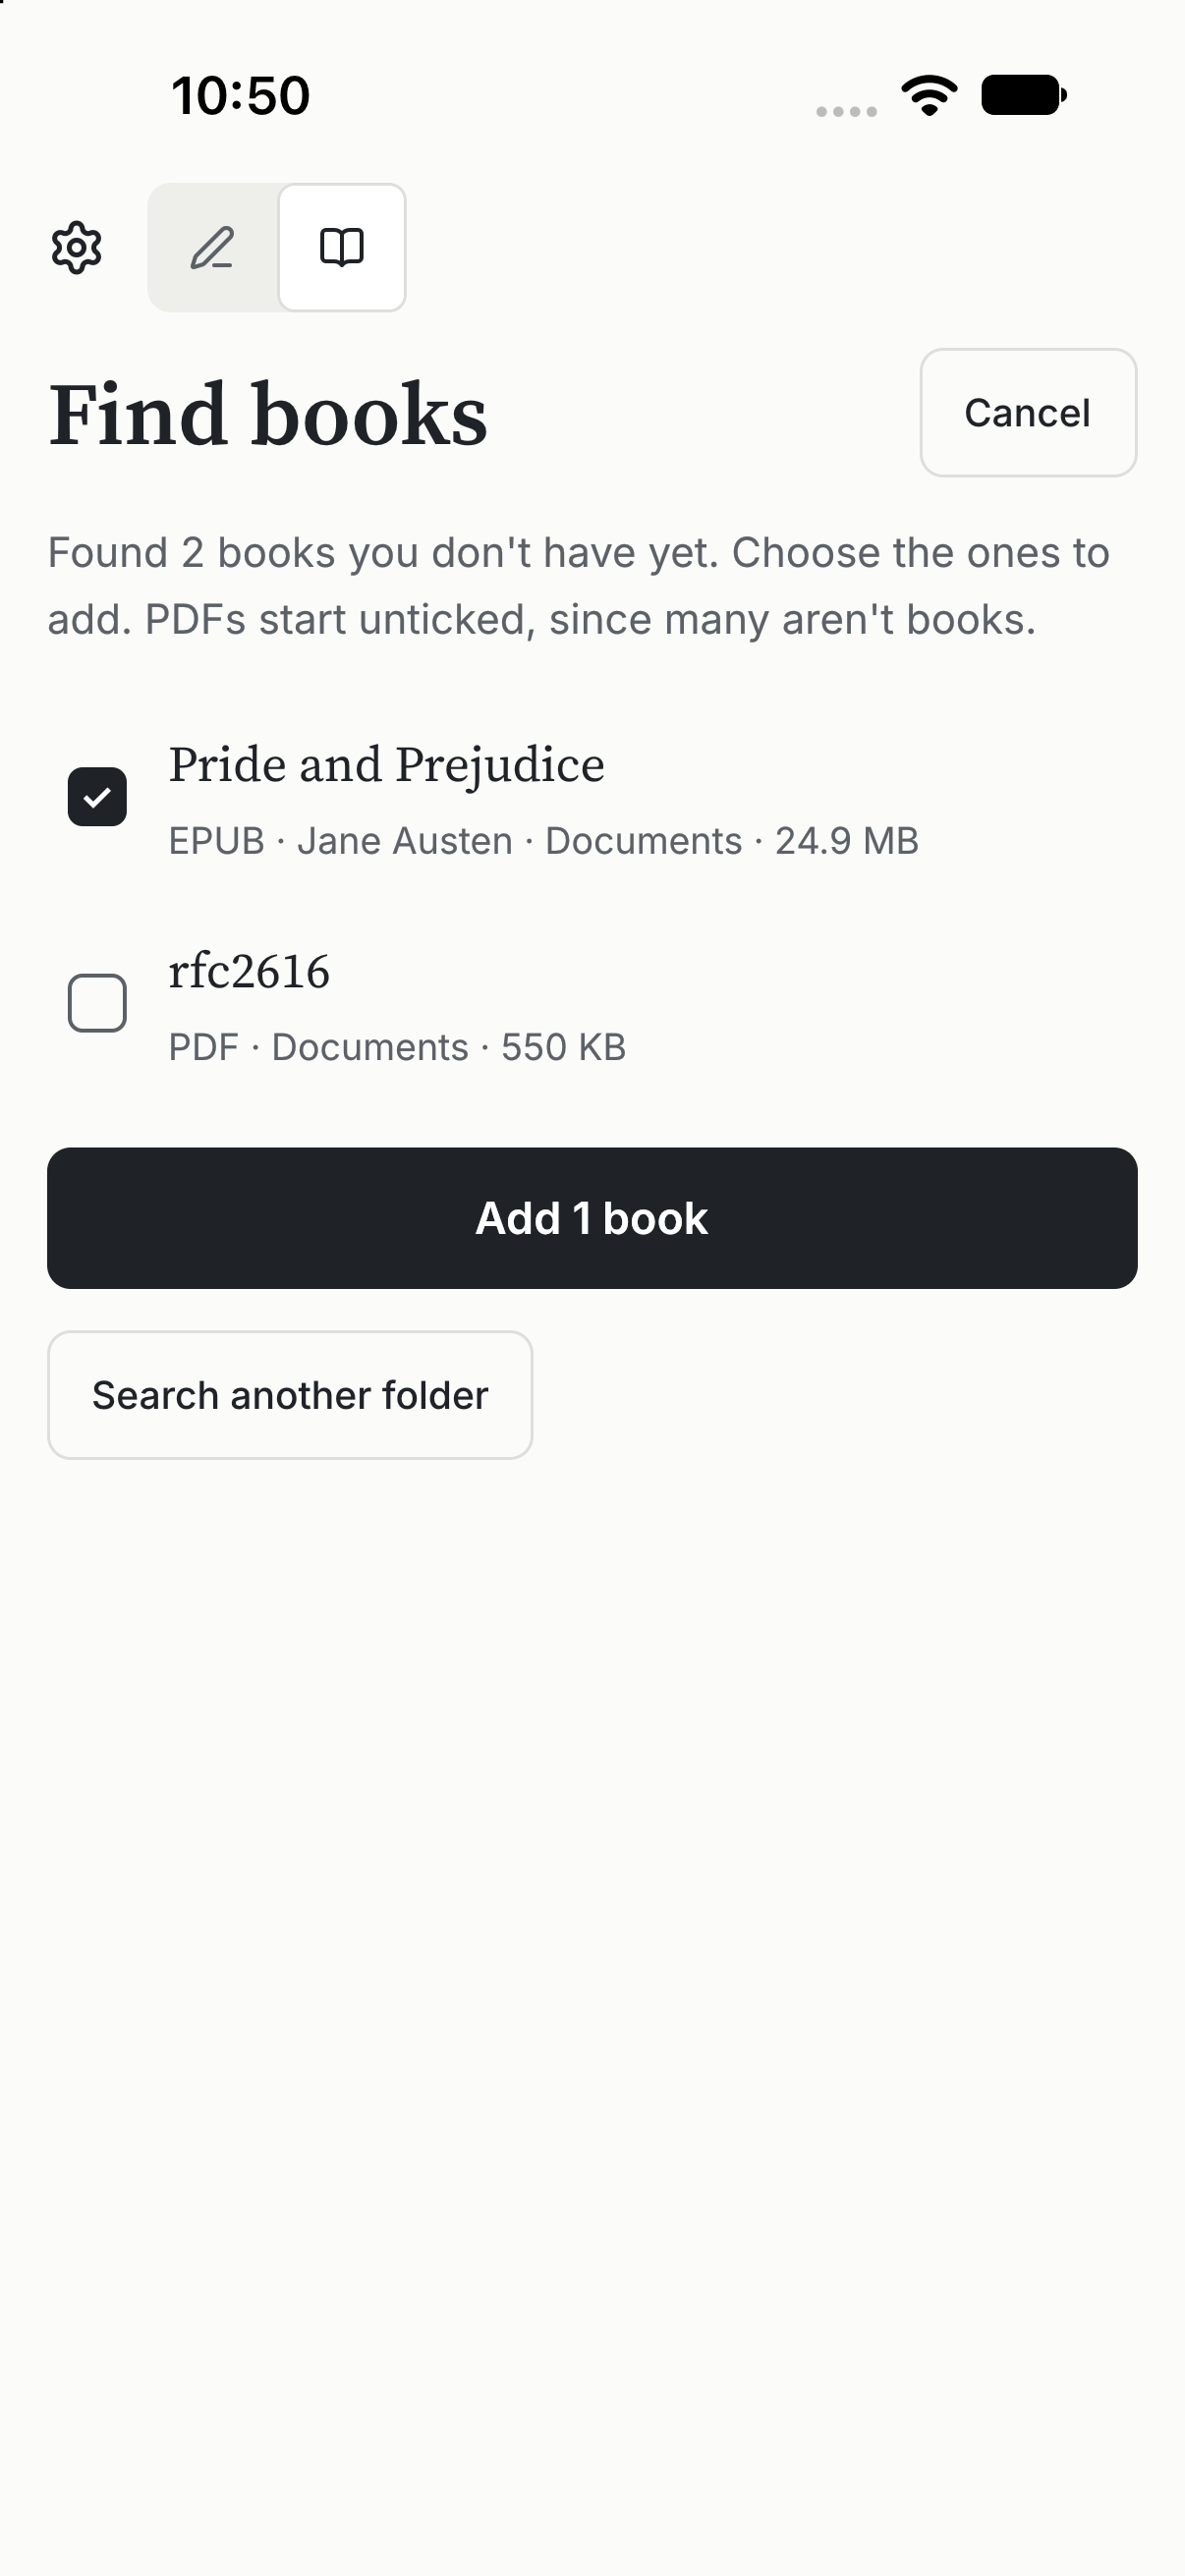 10:50
Find books
Cancel
Found 2 books you don't have yet. Choose the ones to
add. PDFs start unticked, since many aren't books.
Pride and Prejudice
EPUB · Jane Austen · Documents · 24.9 MB
rfc2616
PDF · Documents · 550 KB
Add 1 book
Search another folder